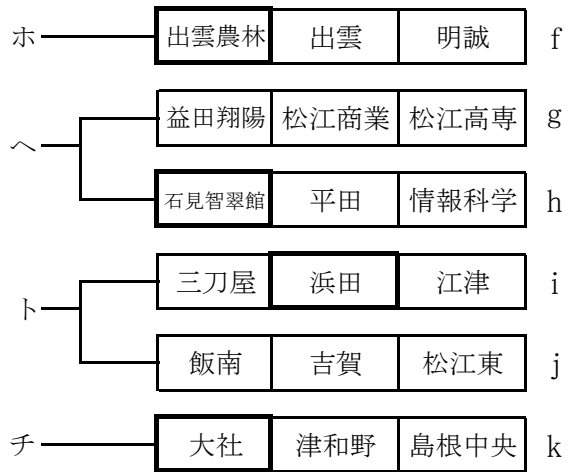 ホ 出雲農林 出雲 明誠 f
益田翔陽 松江商業 松江高専 g
ヘ
石見智翠館 平田 情報科学 h
三刀屋 浜田 江津 i
ト
飯南 吉賀 松江東 j
チ 大社 津和野 島根中央 k